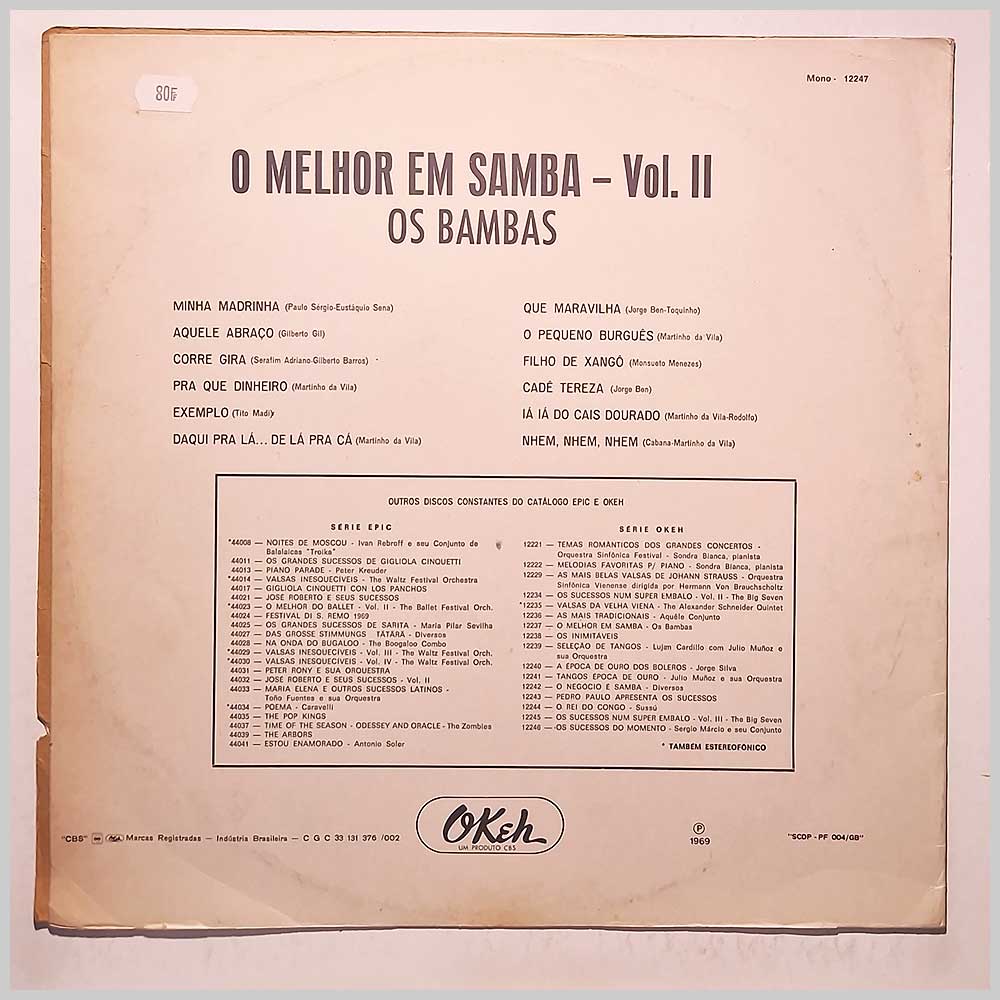 Mono - 12247
80F
O MELHOR EM SAMBA – Vol. II
OS BAMBAS
MINHA MADRINHA (Paulo Sérgio-Eustáquio Sena)
AQUELE ABRAÇO (Gilberto Gil)
CORRE GIRA (Serafim Adriano-Gilberto Barros)
PRA QUE DINHEIRO (Martinho da Vila)
EXEMPLO (Tito Madi)
DAQUI PRA LÁ... DE LÁ PRA CÁ (Martinho da Vila)
QUE MARAVILHA (Jorge Ben-Toquinho)
O PEQUENO BURGUÊS (Martinho da Vila)
FILHO DE XANGÔ (Monsueto Menezes)
CADÊ TEREZA (Jorge Ben)
IÁ IÁ DO CAIS DOURADO (Martinho da Vila-Rodolfo)
NHEM, NHEM, NHEM (Cabana-Martinho da Vila)
OUTROS DISCOS CONSTANTES DO CATÁLOGO EPIC E OKEH
SÉRIE EPIC
*44008 — NOITES DE MOSCOU - Ivan Rebroff e seu Conjunto de
Balalaicas "Troika"
44011 — OS GRANDES SUCESSOS DE GIGLIOLA CINQUETTI
44013 — PIANO PARADE - Peter Kreuder
*44014 — VALSAS INESQUECÍVEIS - The Waltz Festival Orchestra
44017 — GIGLIOLA CINQUETTI CON LOS PANCHOS
44021 — JOSÉ ROBERTO E SEUS SUCESSOS
*44023 — O MELHOR DO BALLET - Vol. II - The Ballet Festival Orch.
44024 — FESTIVAL DI S. REMO 1969
44025 — OS GRANDES SUCESSOS DE SARITA - Maria Pilar Sevilha
44027 — DAS GROSSE STIMMUNGS TÄTÄRÄ - Diversos
44028 — NA ONDA DO BUGALOO - The Boogaloo Combo
*44029 — VALSAS INESQUECÍVEIS - Vol. III - The Waltz Festival Orch.
*44030 — VALSAS INESQUECÍVEIS - Vol. IV - The Waltz Festival Orch.
44031 — PETER RONY E SUA ORQUESTRA
44032 — JOSÉ ROBERTO E SEUS SUCESSOS - Vol. II
44033 — MARIA ELENA E OUTROS SUCESSOS LATINOS -
Toño Fuentes e sua Orquestra
*44034 — POEMA - Caravelli
44035 — THE POP KINGS
44037 — TIME OF THE SEASON - ODESSEY AND ORACLE - The Zombies
44039 — THE ARBORS
44041 — ESTOU ENAMORADO - Antonio Soler
SÉRIE OKEH
12221 — TEMAS ROMÂNTICOS DOS GRANDES CONCERTOS -
Orquestra Sinfônica Festival - Sondra Bianca, pianista
12222 — MELODIAS FAVORITAS P/ PIANO - Sondra Bianca, pianista
12229 — AS MAIS BELAS VALSAS DE JOHANN STRAUSS - Orquestra
Sinfônica Vienense dirigida por Hermann Von Brauchscholtz
12234 — OS SUCESSOS NUM SUPER EMBALO - Vol. II - The Big Seven
*12235 — VALSAS DA VELHA VIENA - The Alexander Schneider Quintet
12236 — AS MAIS TRADICIONAIS - Aquêle Conjunto
12237 — O MELHOR EM SAMBA - Os Bambas
12238 — OS INIMITÁVEIS
12239 — SELEÇÃO DE TANGOS - Lujan Cardillo com Julio Muñoz e
sua Orquestra
12240 — A ÉPOCA DE OURO DOS BOLEROS - Jorge Silva
12241 — TANGOS ÉPOCA DE OURO - Julio Muñoz e sua Orquestra
12242 — O NEGÓCIO É SAMBA - Diversos
12243 — PEDRO PAULO APRESENTA OS SUCESSOS
12244 — O REI DO CONGO - Sussú
12245 — OS SUCESSOS NUM SUPER EMBALO - Vol. III - The Big Seven
12246 — OS SUCESSOS DO MOMENTO - Sergio Márcio e seu Conjunto
* TAMBÉM ESTEREOFÔNICO
"CBS" Okeh Marcas Registradas — Indústria Brasileira — C G C 33 131 376 /002
OKeh
UM PRODUTO CBS
Ⓟ
1969
"SCDP - PF 004/GB"